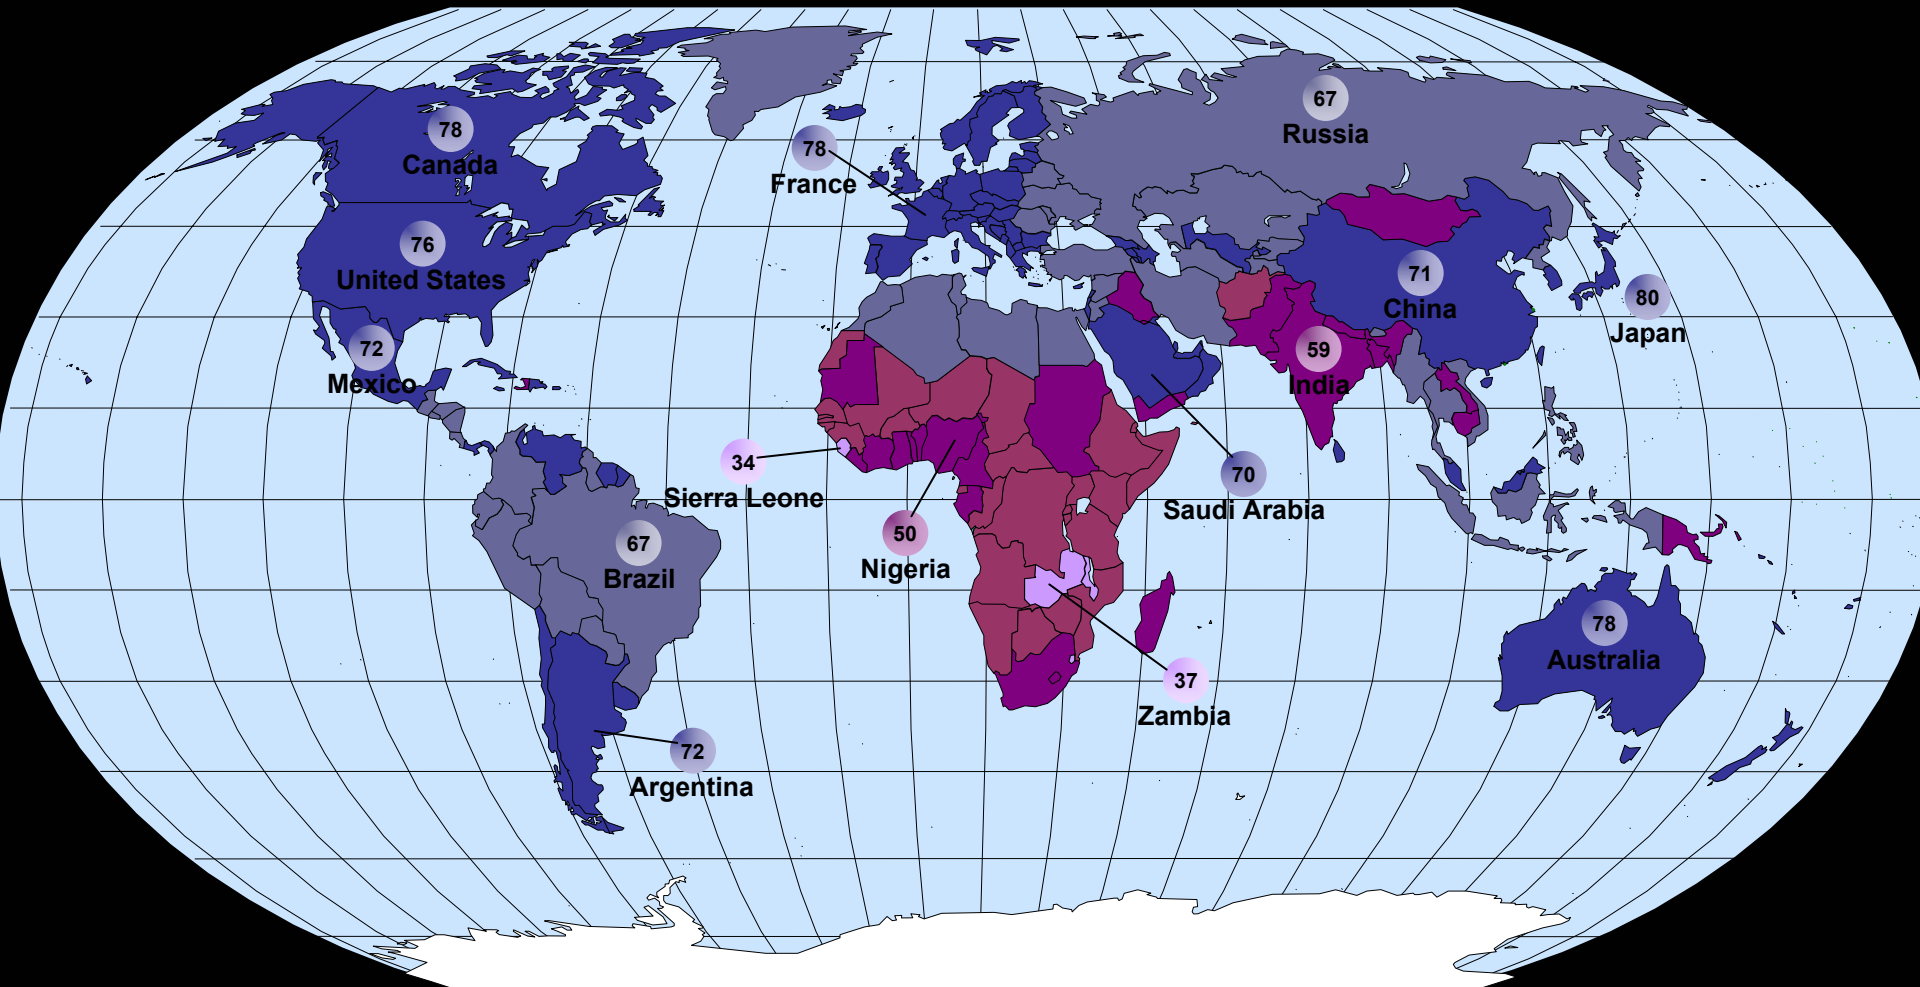 67
Russia
78
Canada
78
France
76
United States
71
China
80
Japan
72
Mexico
59
India
34
Sierra Leone
70
Saudi Arabia
50
Nigeria
67
Brazil
78
Australia
37
Zambia
72
Argentina